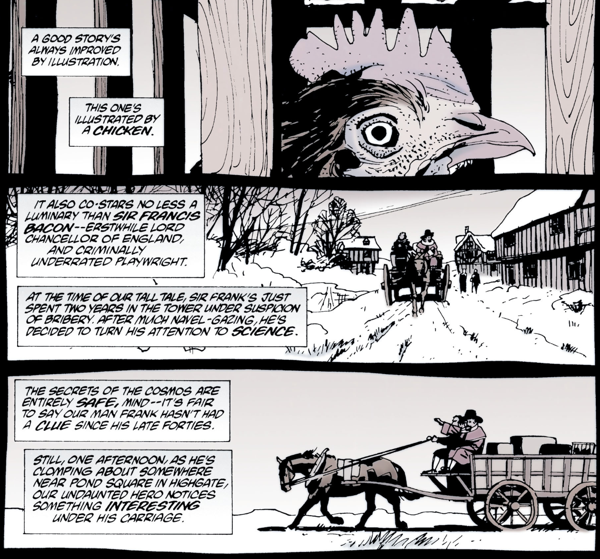 A GOOD STORY'S
ALWAYS IMPROVED
BY ILLUSTRATION.
THIS ONE'S
ILLUSTRATED BY
A CHICKEN.
IT ALSO CO-STARS NO LESS A
LUMINARY THAN SIR FRANCIS
BACON--ERSTWHILE LORD
CHANCELLOR OF ENGLAND,
AND CRIMINALLY
UNDERRATED PLAYWRIGHT.
AT THE TIME OF OUR TALL TALE, SIR FRANK'S JUST
SPENT TWO YEARS IN THE TOWER UNDER SUSPICION
OF BRIBERY. AFTER MUCH NAVEL-GAZING, HE'S
DECIDED TO TURN HIS ATTENTION TO SCIENCE.
THE SECRETS OF THE COSMOS ARE
ENTIRELY SAFE, MIND--IT'S FAIR
TO SAY OUR MAN FRANK HASN'T HAD
A CLUE SINCE HIS LATE FORTIES.
STILL, ONE AFTERNOON, AS HE'S
CLOMPING ABOUT SOMEWHERE
NEAR POND SQUARE IN HIGHGATE,
OUR UNDAUNTED HERO NOTICES
SOMETHING INTERESTING
UNDER HIS CARRIAGE.